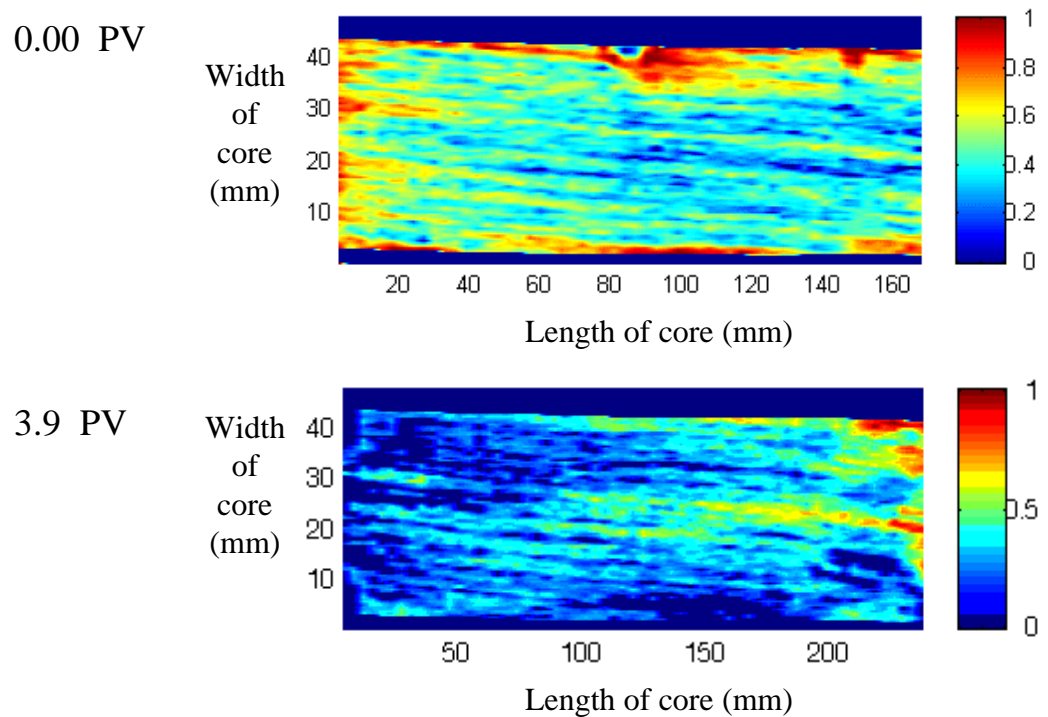 0.00 PV
Width
of
core
(mm)
40
30
20
10
20 40 60 80 100 120 140 160
Length of core (mm)
1
0.8
0.6
0.4
0.2
0
3.9 PV
Width
of
core
(mm)
40
30
20
10
50 100 150 200
Length of core (mm)
1
0.5
0